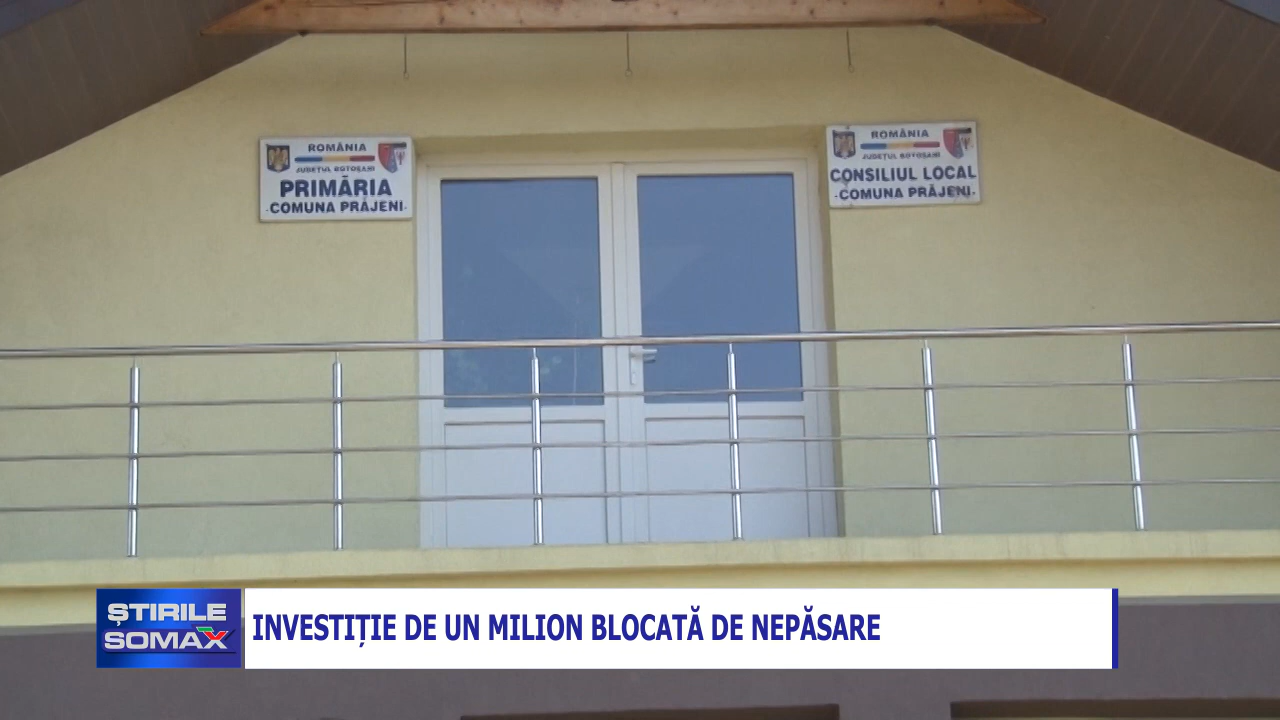 ROMÂNIA
JUDEȚUL BOTOȘANI
PRIMĂRIA
-COMUNA PRĂJENI-
ROMÂNIA
JUDEȚUL BOTOȘANI
CONSILIUL LOCAL
-COMUNA PRĂJENI-
ȘTIRILE
SOMAX
INVESTIȚIE DE UN MILION BLOCATĂ DE NEPĂSARE